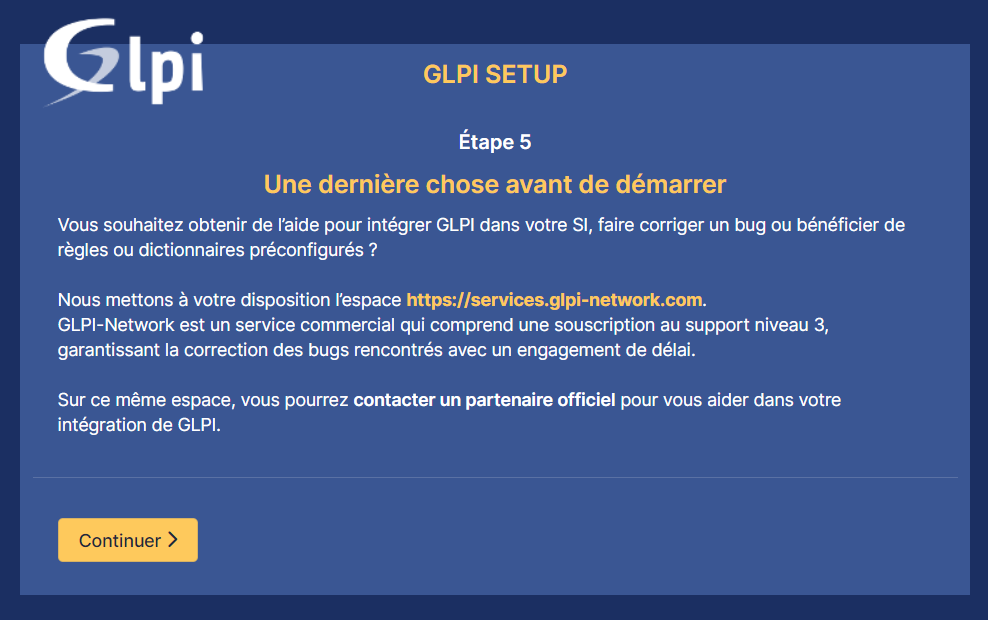 Glpi
GLPI SETUP
Étape 5
Une dernière chose avant de démarrer
Vous souhaitez obtenir de l’aide pour intégrer GLPI dans votre SI, faire corriger un bug ou bénéficier de
règles ou dictionnaires préconfigurés ?
Nous mettons à votre disposition l’espace https://services.glpi-network.com.
GLPI-Network est un service commercial qui comprend une souscription au support niveau 3,
garantissant la correction des bugs rencontrés avec un engagement de délai.
Sur ce même espace, vous pourrez contacter un partenaire officiel pour vous aider dans votre
intégration de GLPI.
Continuer